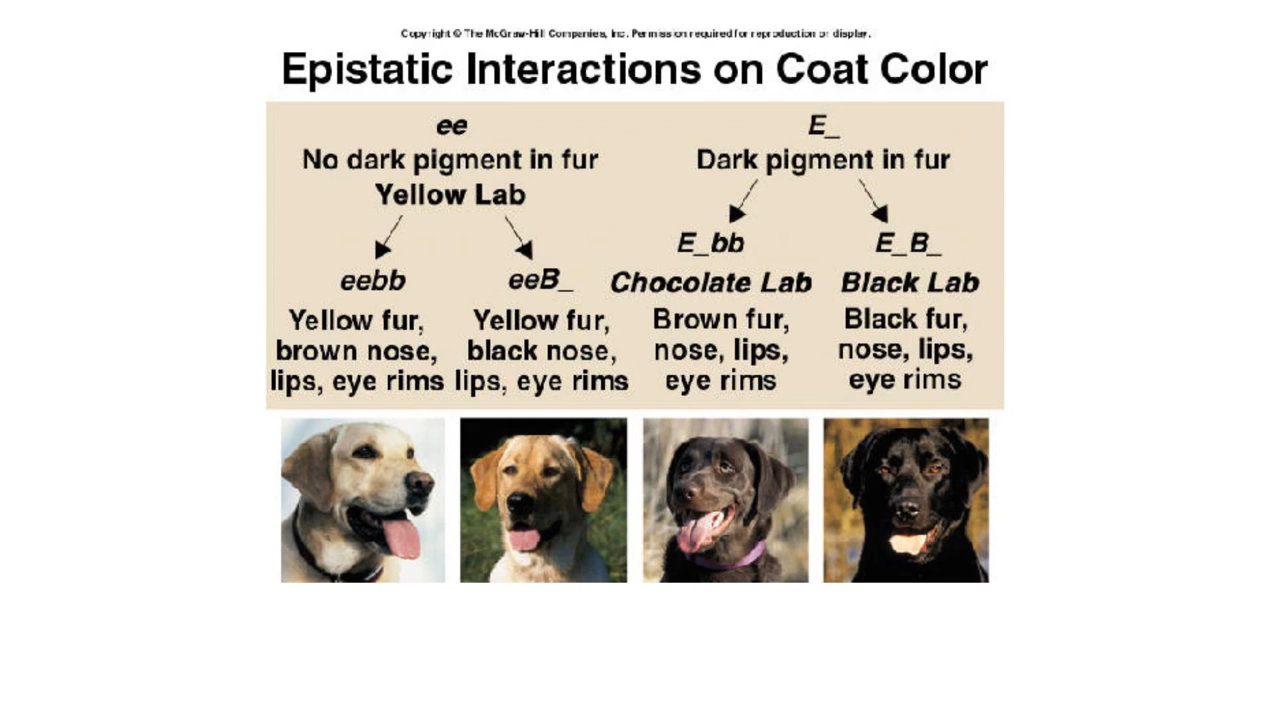 Copyright © The McGraw-Hill Companies, Inc. Permission required for reproduction or display.
Epistatic Interactions on Coat Color
ee
No dark pigment in fur
Yellow Lab
E_
Dark pigment in fur
eebb
Yellow fur,
brown nose,
lips, eye rims
eeB_
Yellow fur,
black nose,
lips, eye rims
E_bb
Chocolate Lab
Brown fur,
nose, lips,
eye rims
E_B_
Black Lab
Black fur,
nose, lips,
eye rims